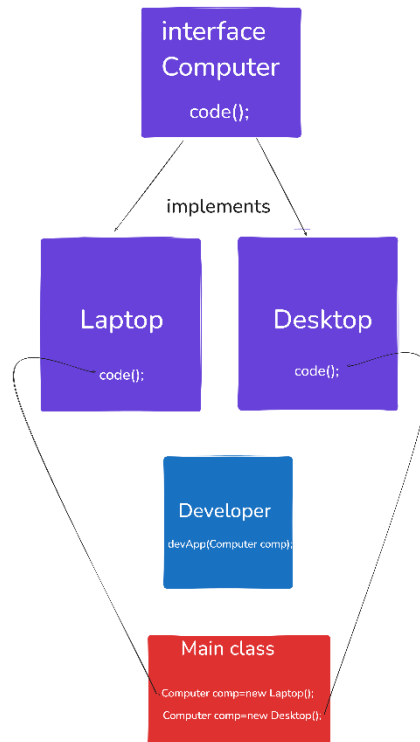 interface
Computer
code();
implements
Laptop
code();
Desktop
code();
Developer
devApp(Computer comp);
Main class
Computer comp=new Laptop();
Computer comp=new Desktop();